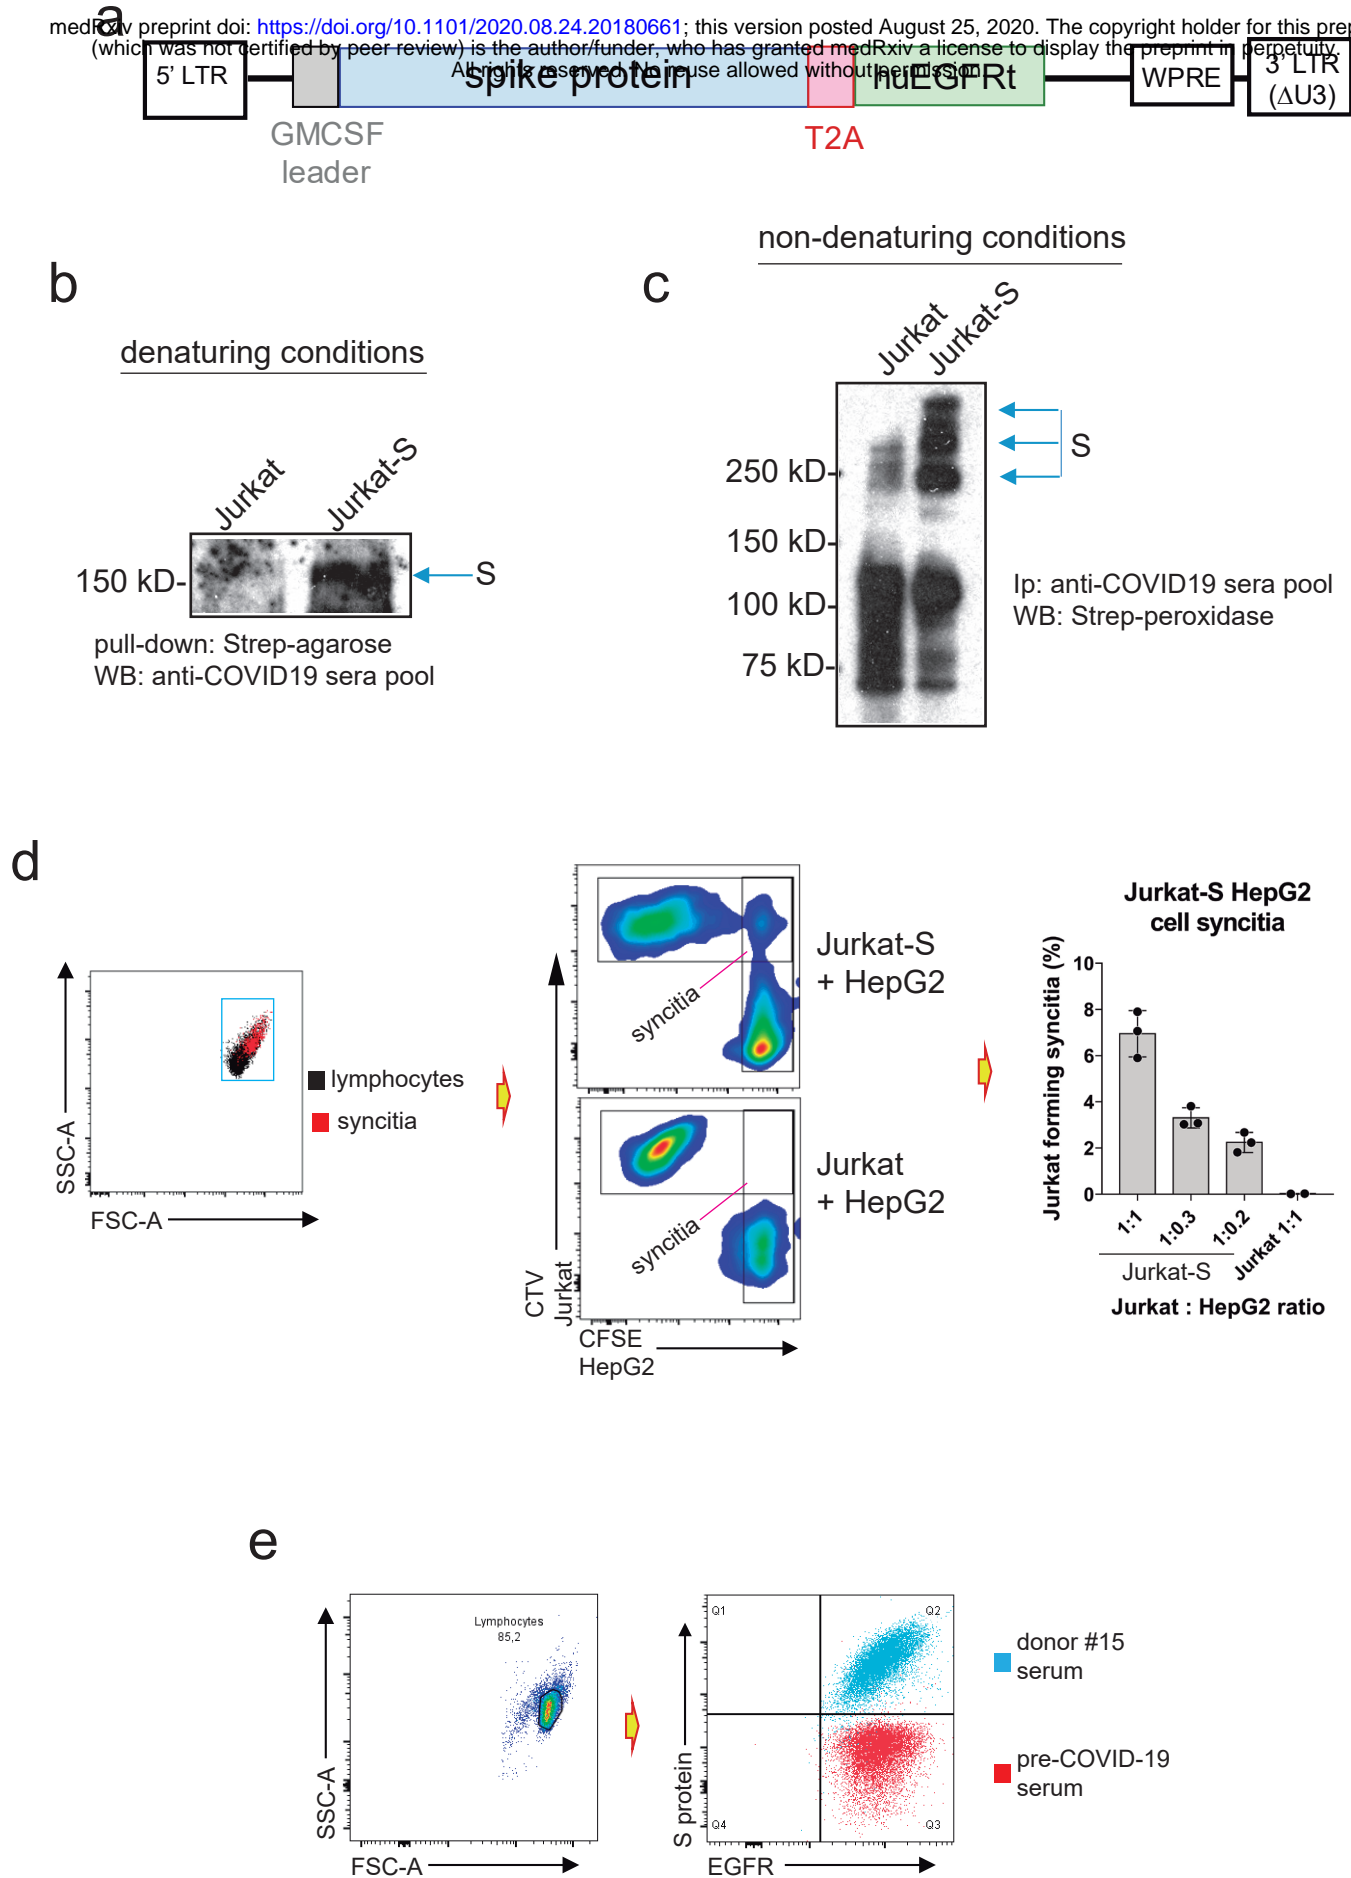 medRxiv preprint doi: https://doi.org/10.1101/2020.08.24.20180661; this version posted August 25, 2020. The copyright holder for this prep
(which was not certified by peer review) is the author/funder, who has granted medRxiv a license to display the preprint in perpetuity.
All rights reserved. No reuse allowed without permission.
a
5' LTR
spike protein
huEGFRt
WPRE
3' LTR
(ΔU3)
GMCSF
leader
T2A
b
denaturing conditions
Jurkat
Jurkat-S
150 kD-
S
pull-down: Strep-agarose
WB: anti-COVID19 sera pool
c
non-denaturing conditions
Jurkat
Jurkat-S
250 kD-
150 kD-
100 kD-
75 kD-
S
Ip: anti-COVID19 sera pool
WB: Strep-peroxidase
d
SSC-A
FSC-A
lymphocytes
syncitia
syncitia
Jurkat-S
+ HepG2
syncitia
Jurkat
+ HepG2
CTV
Jurkat
CFSE
HepG2
Jurkat-S HepG2
cell syncitia
Jurkat forming syncitia (%)
10
8
6
4
2
0
1:1
1:0.3
1:0.2
Jurkat 1:1
Jurkat-S
Jurkat : HepG2 ratio
e
Lymphocytes
85,2
SSC-A
FSC-A
Q1
Q2
Q4
Q3
S protein
EGFR
donor #15
serum
pre-COVID-19
serum